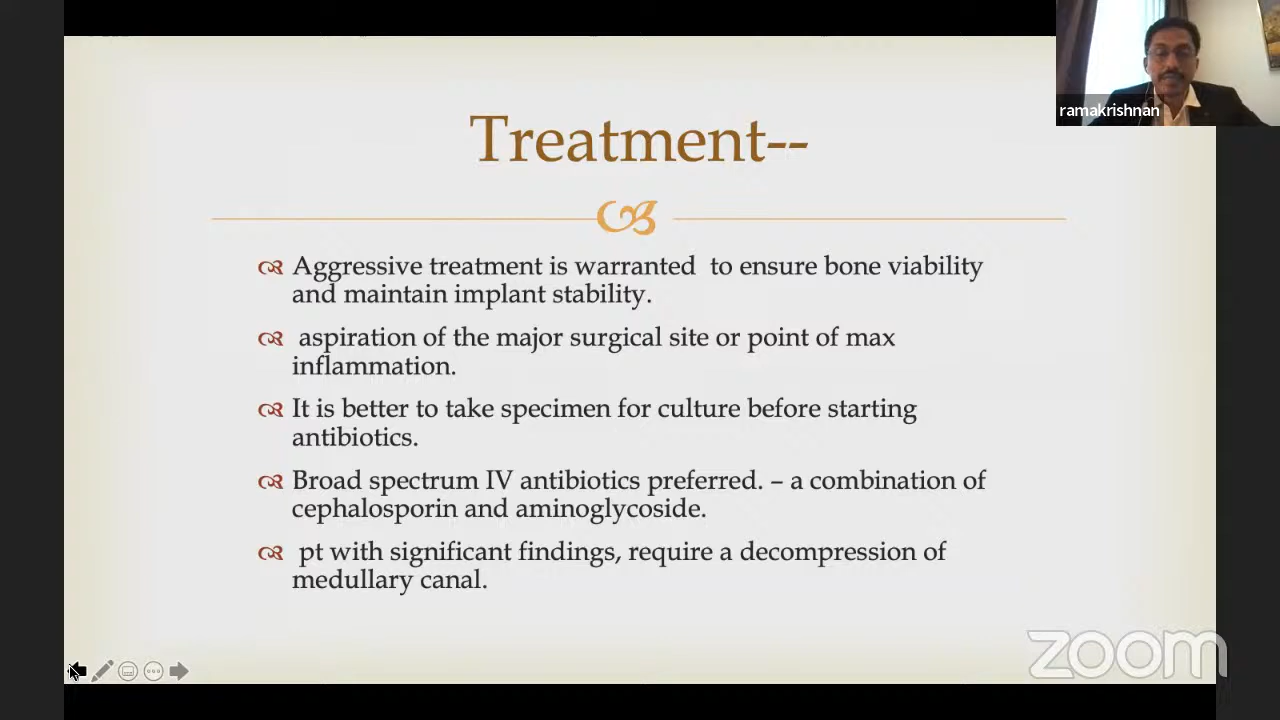 ramakrishnan
Treatment--
Aggressive treatment is warranted  to ensure bone viability
and maintain implant stability.
aspiration of the major surgical site or point of max
inflammation.
It is better to take specimen for culture before starting
antibiotics.
Broad spectrum IV antibiotics preferred. – a combination of
cephalosporin and aminoglycoside.
pt with significant findings, require a decompression of
medullary canal.
zoom